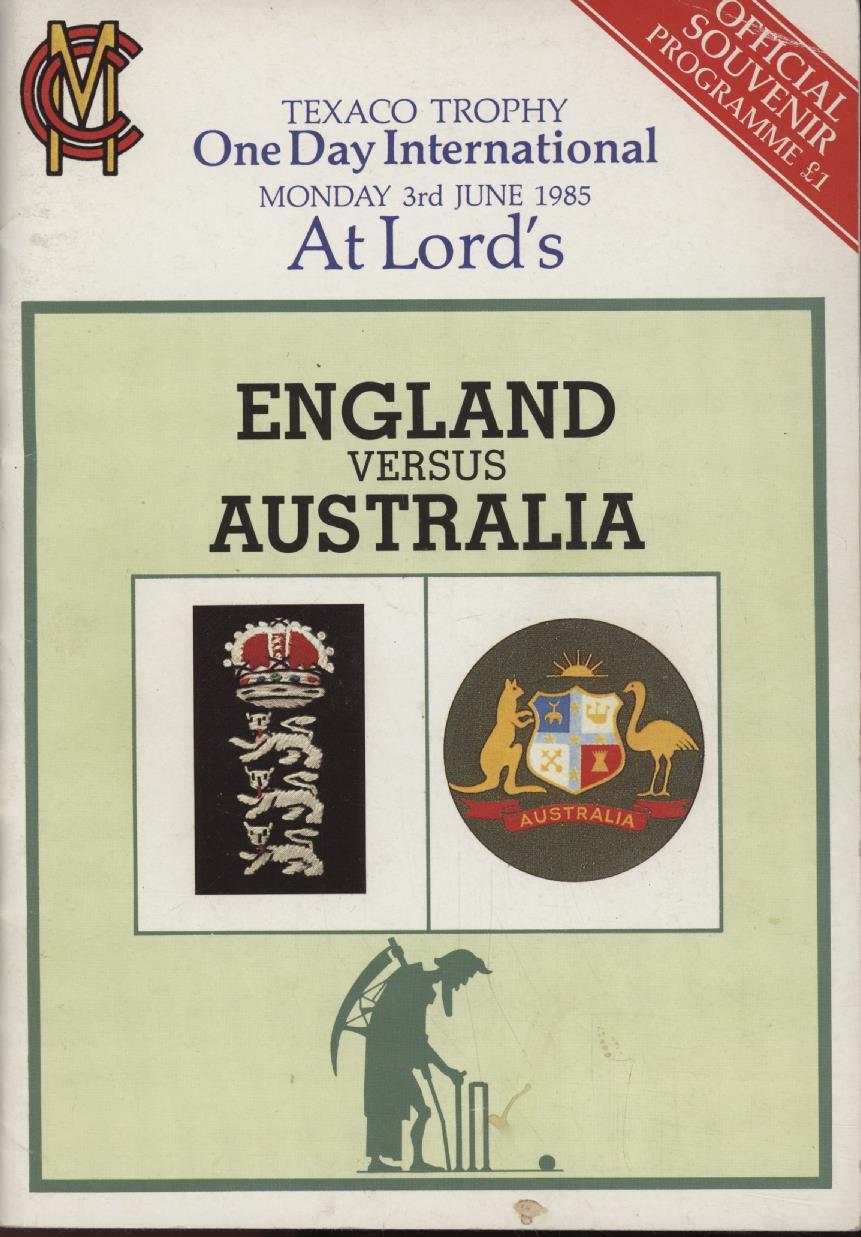 MCC
OFFICIAL
SOUVENIR
PROGRAMME £1
TEXACO TROPHY
One Day International
MONDAY 3rd JUNE 1985
At Lord's
ENGLAND
VERSUS
AUSTRALIA
AUSTRALIA